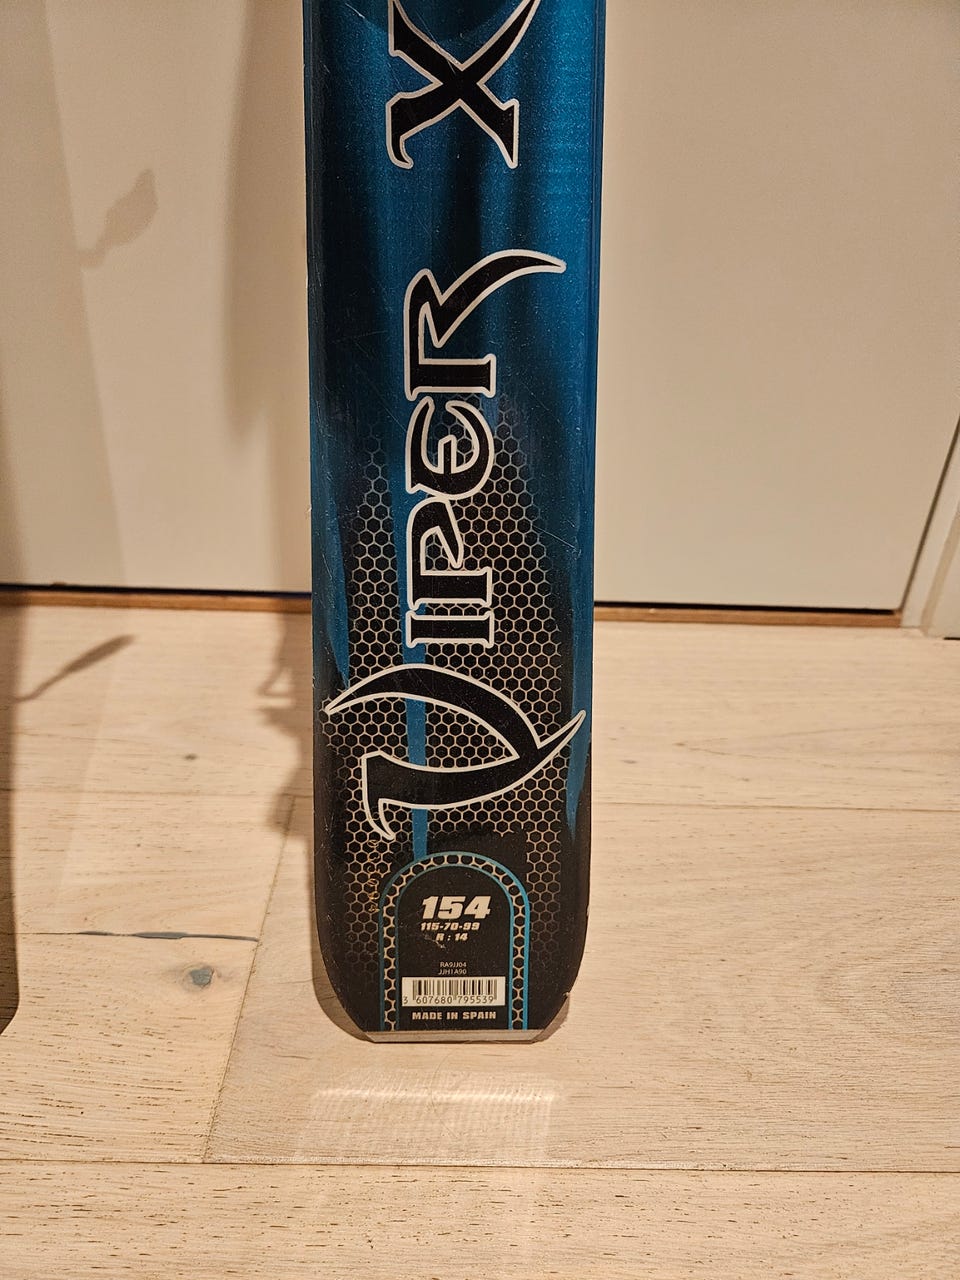 VIPER X
154
115-70-99
R : 14
RA9JJ04
JJH1A90
3 607680 795539
MADE IN SPAIN